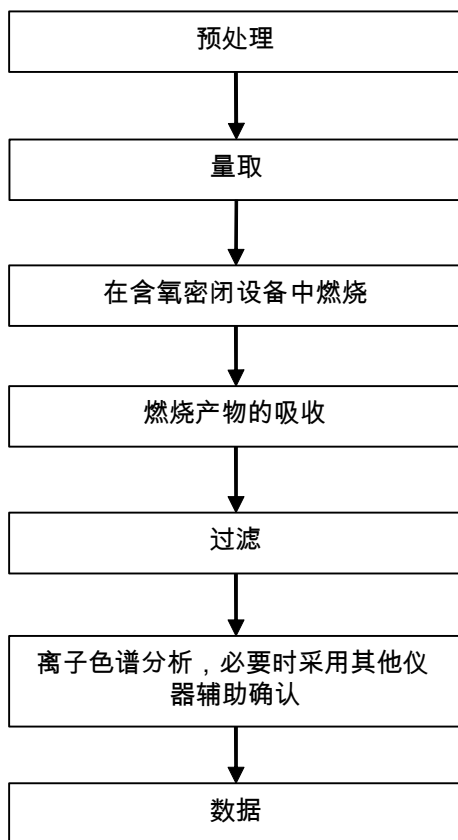 预处理
量取
在含氧密闭设备中燃烧
燃烧产物的吸收
过滤
离子色谱分析，必要时采用其他仪
器辅助确认
数据